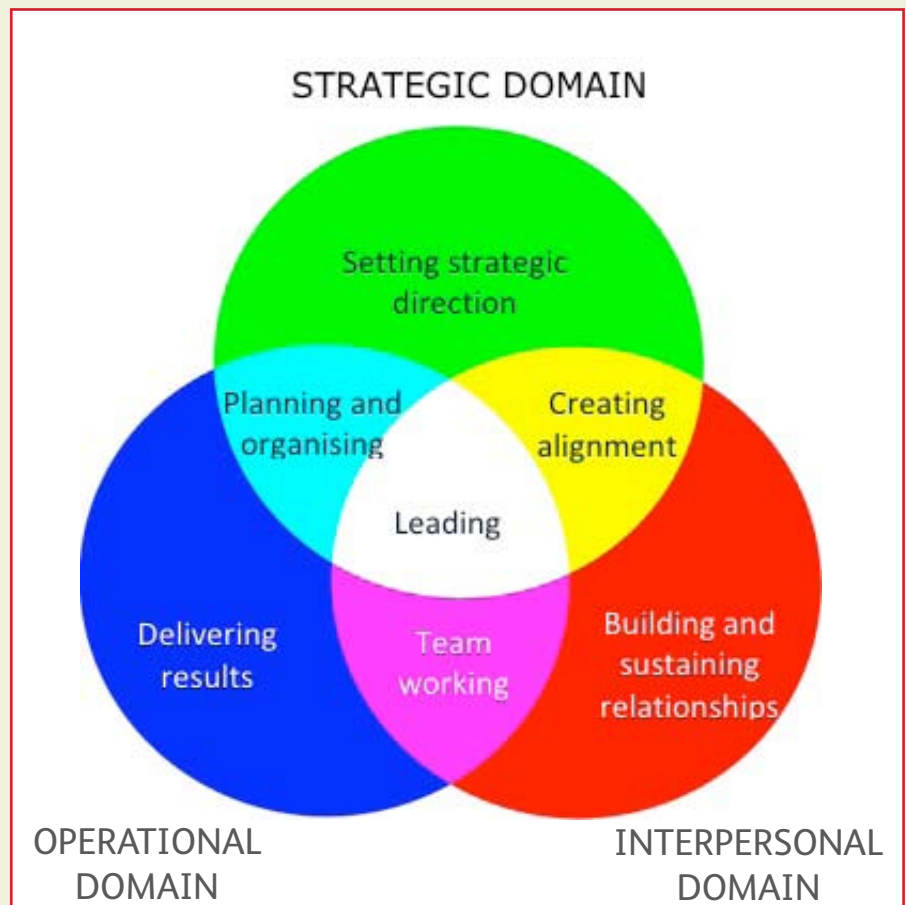 STRATEGIC DOMAIN
Setting strategic
direction
Planning and
organising
Creating
alignment
Leading
Delivering
results
Team
working
Building and
sustaining
relationships
OPERATIONAL
DOMAIN
INTERPERSONAL
DOMAIN